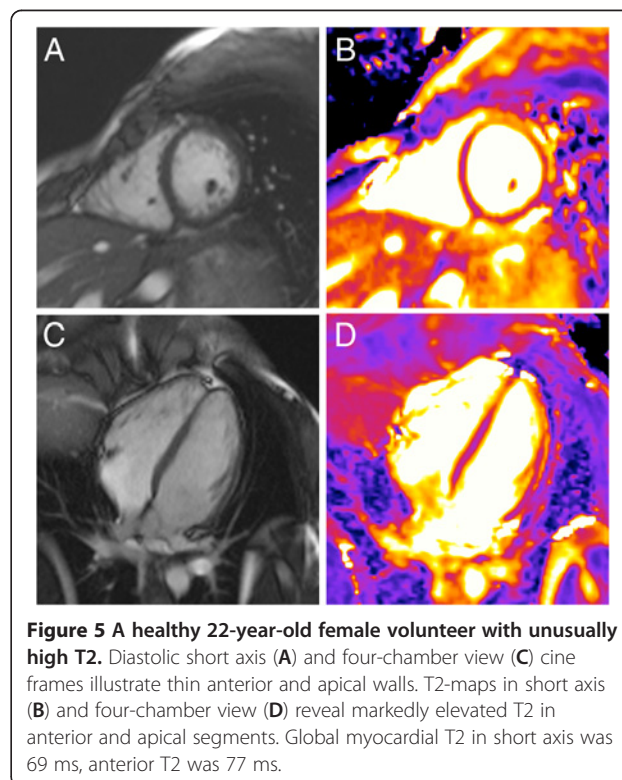 A
B
C
D
Figure 5 A healthy 22-year-old female volunteer with unusually
high T2. Diastolic short axis (A) and four-chamber view (C) cine
frames illustrate thin anterior and apical walls. T2-maps in short axis
(B) and four-chamber view (D) reveal markedly elevated T2 in
anterior and apical segments. Global myocardial T2 in short axis was
69 ms, anterior T2 was 77 ms.